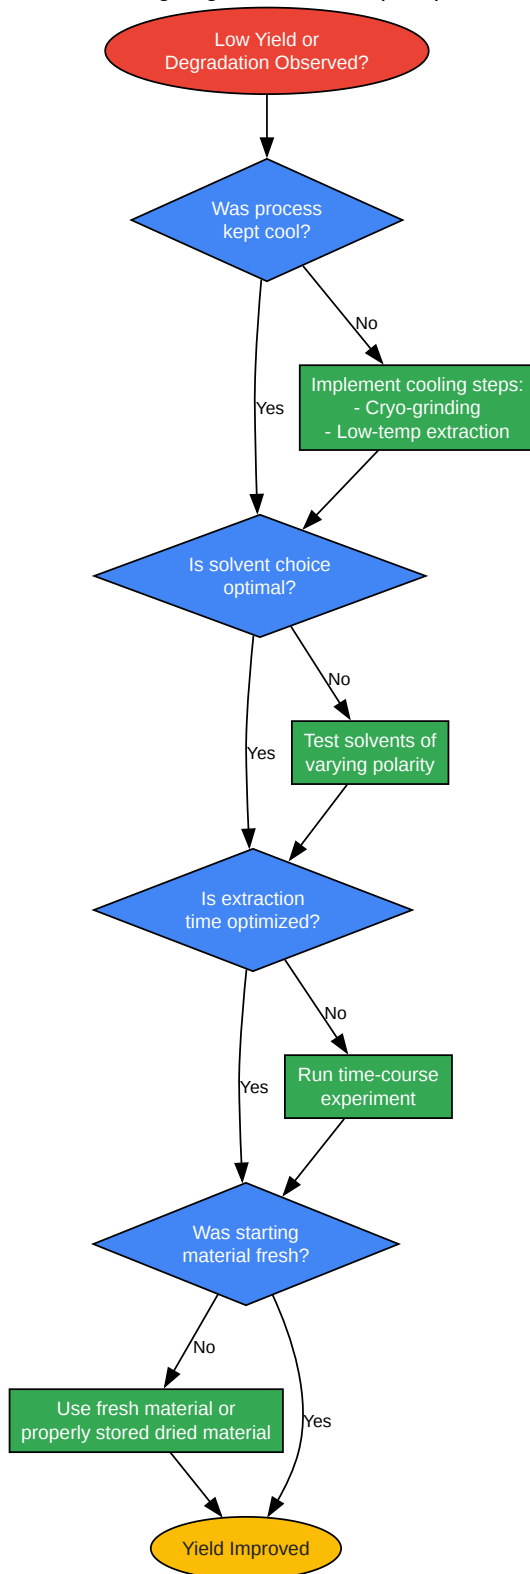 Low Yield or
Degradation Observed?
Was process
kept cool?
No
Implement cooling steps:
- Cryo-grinding
- Low-temp extraction
Yes
Is solvent choice
optimal?
No
Test solvents of
varying polarity
Yes
Is extraction
time optimized?
No
Run time-course
experiment
Yes
Was starting
material fresh?
No
Use fresh material or
properly stored dried material
Yes
Yield Improved